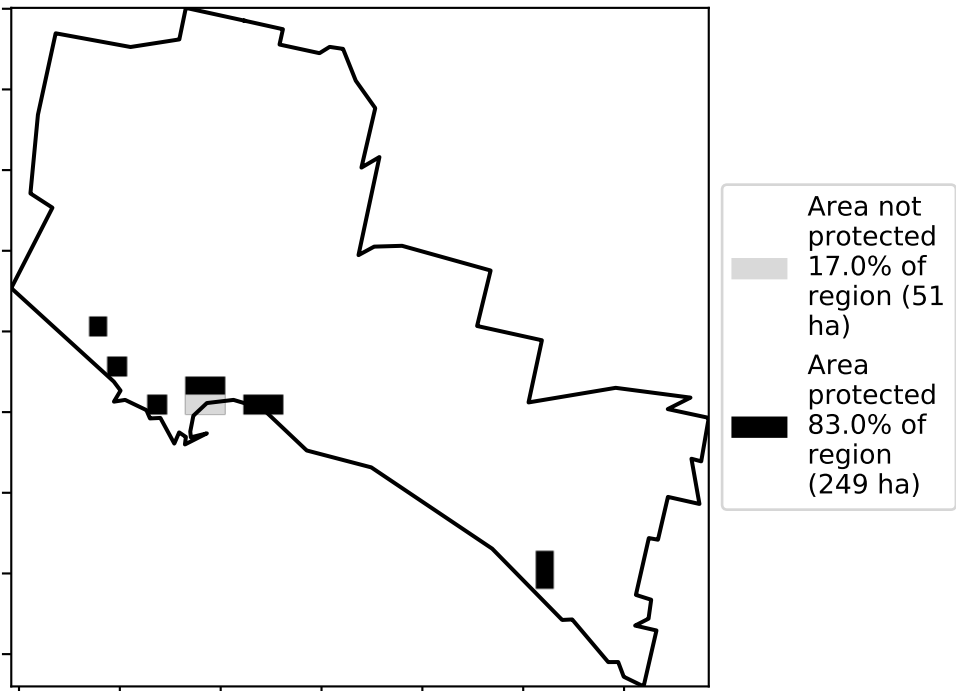 Area not
protected
17.0% of
region (51
ha)
Area
protected
83.0% of
region
(249 ha)